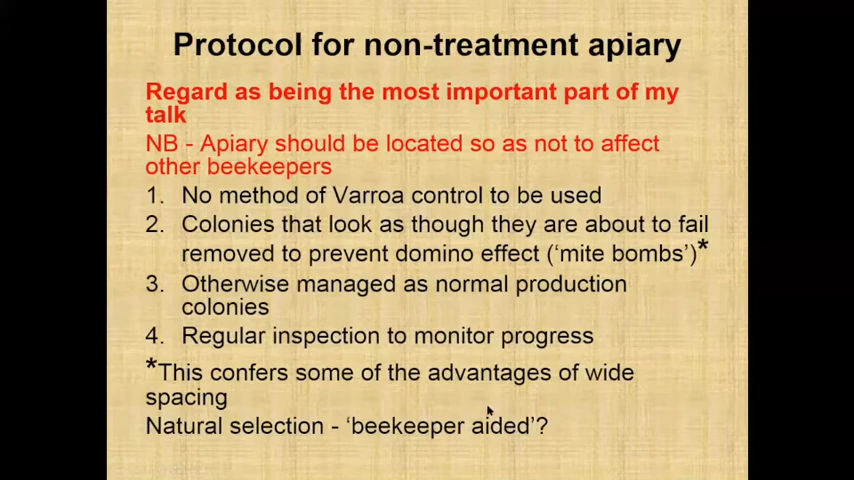 Protocol for non-treatment apiary
Regard as being the most important part of my
talk
NB - Apiary should be located so as not to affect
other beekeepers
1. No method of Varroa control to be used
2. Colonies that look as though they are about to fail
removed to prevent domino effect (‘mite bombs’)*
3. Otherwise managed as normal production
colonies
4. Regular inspection to monitor progress
*This confers some of the advantages of wide
spacing
Natural selection - ‘beekeeper aided’?